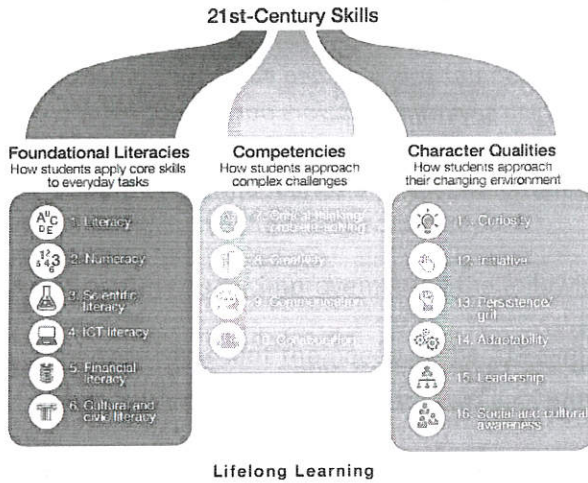 21st-Century Skills
Foundational Literacies
How students apply core skills
to everyday tasks
1. Literacy
2. Numeracy
3. Scientific
literacy
4. ICT literacy
5. Financial
literacy
6. Cultural and
civic literacy
Competencies
How students approach
complex challenges
7. Critical thinking/
problem-solving
8. Creativity
9. Communication
10. Collaboration
Character Qualities
How students approach
their changing environment
11. Curiosity
12. Initiative
13. Persistence/
grit
14. Adaptability
15. Leadership
16. Social and cultural
awareness
Lifelong Learning